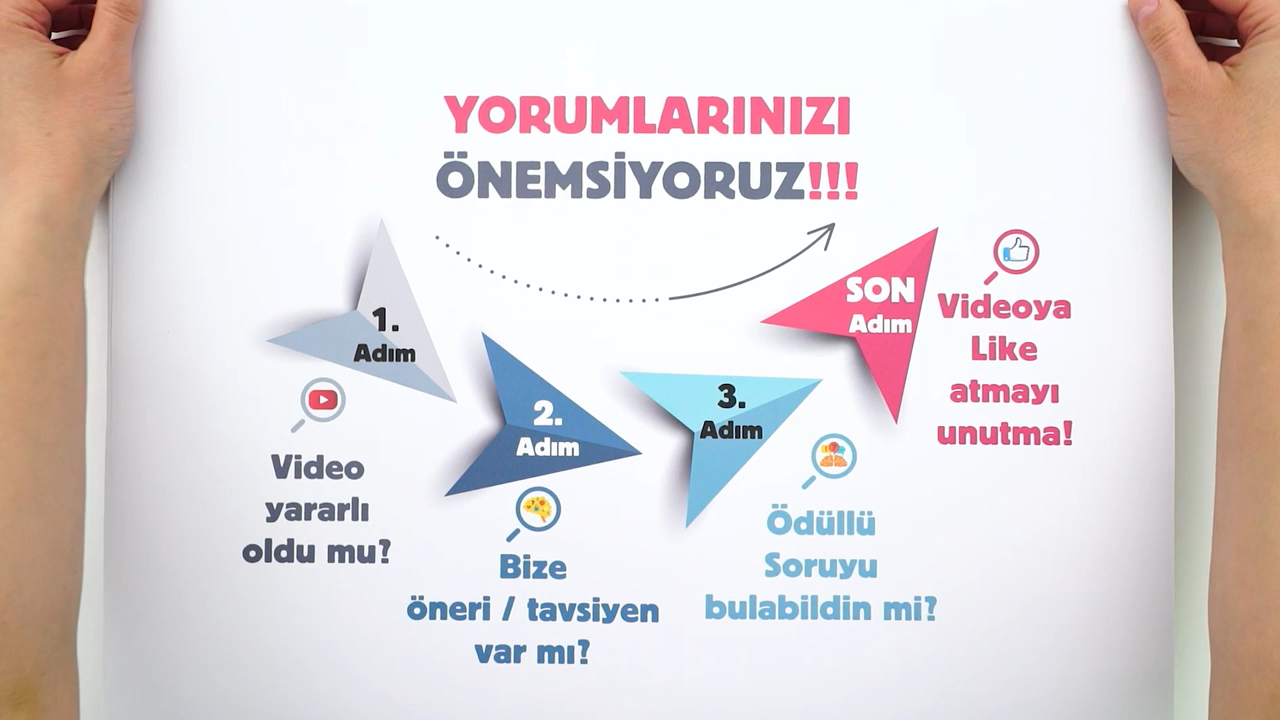 YORUMLARINIZI
ÖNEMSİYORUZ!!!
1.
Adım
Video
yararlı
oldu mu?
2.
Adım
Bize
öneri / tavsiyen
var mı?
3.
Adım
Ödüllü
Soruyu
bulabildin mi?
SON
Adım
Videoya
Like
atmayı
unutma!